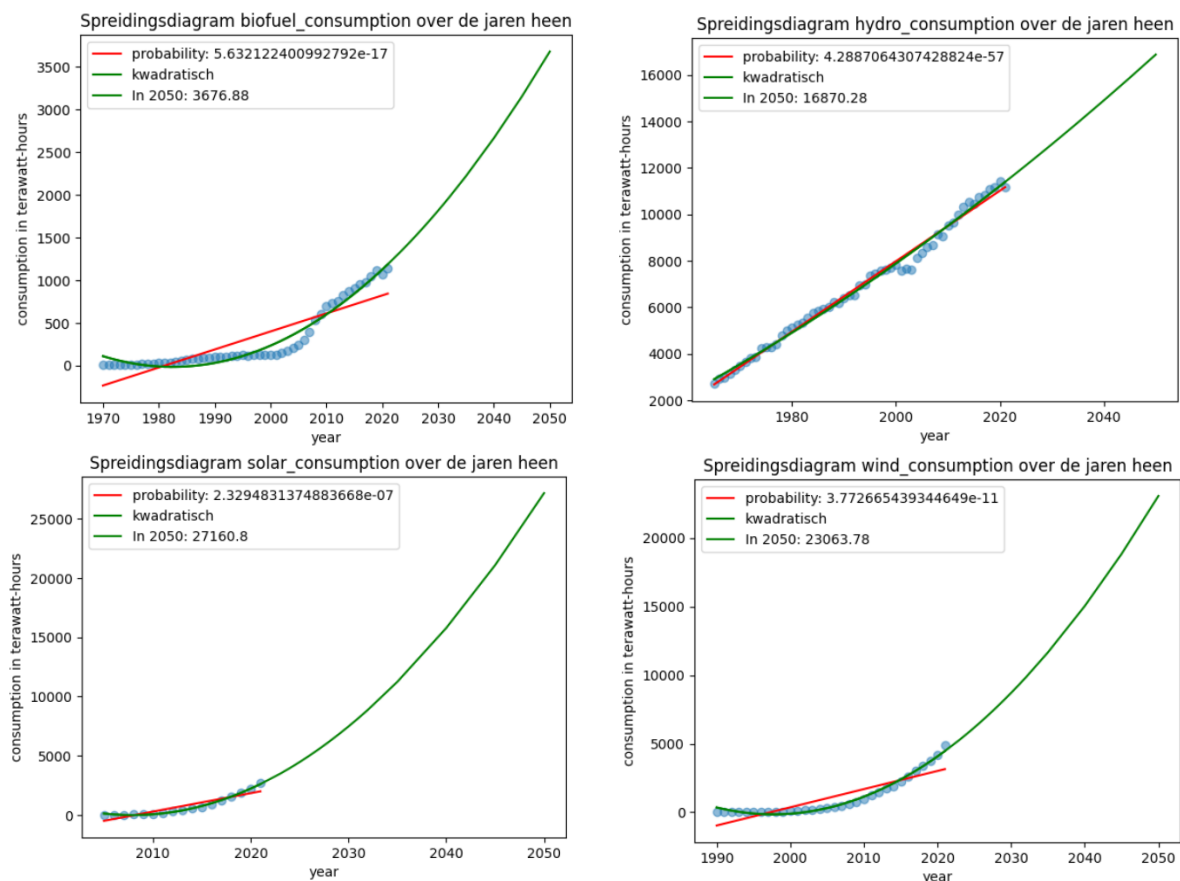 Spreidingsdiagram biofuel_consumption over de jaren heen
probability: 5.632122400992792e-17
kwadratisch
In 2050: 3676.88
consumption in terawatt-hours
3500
3000
2500
2000
1500
1000
500
0
1970 1980 1990 2000 2010 2020 2030 2040 2050
year
Spreidingsdiagram hydro_consumption over de jaren heen
probability: 4.2887064307428824e-57
kwadratisch
In 2050: 16870.28
consumption in terawatt-hours
16000
14000
12000
10000
8000
6000
4000
2000
1980 2000 2020 2040
year
Spreidingsdiagram solar_consumption over de jaren heen
probability: 2.3294831374883668e-07
kwadratisch
In 2050: 27160.8
consumption in terawatt-hours
25000
20000
15000
10000
5000
0
2010 2020 2030 2040 2050
year
Spreidingsdiagram wind_consumption over de jaren heen
probability: 3.772665439344649e-11
kwadratisch
In 2050: 23063.78
consumption in terawatt-hours
20000
15000
10000
5000
0
1990 2000 2010 2020 2030 2040 2050
year